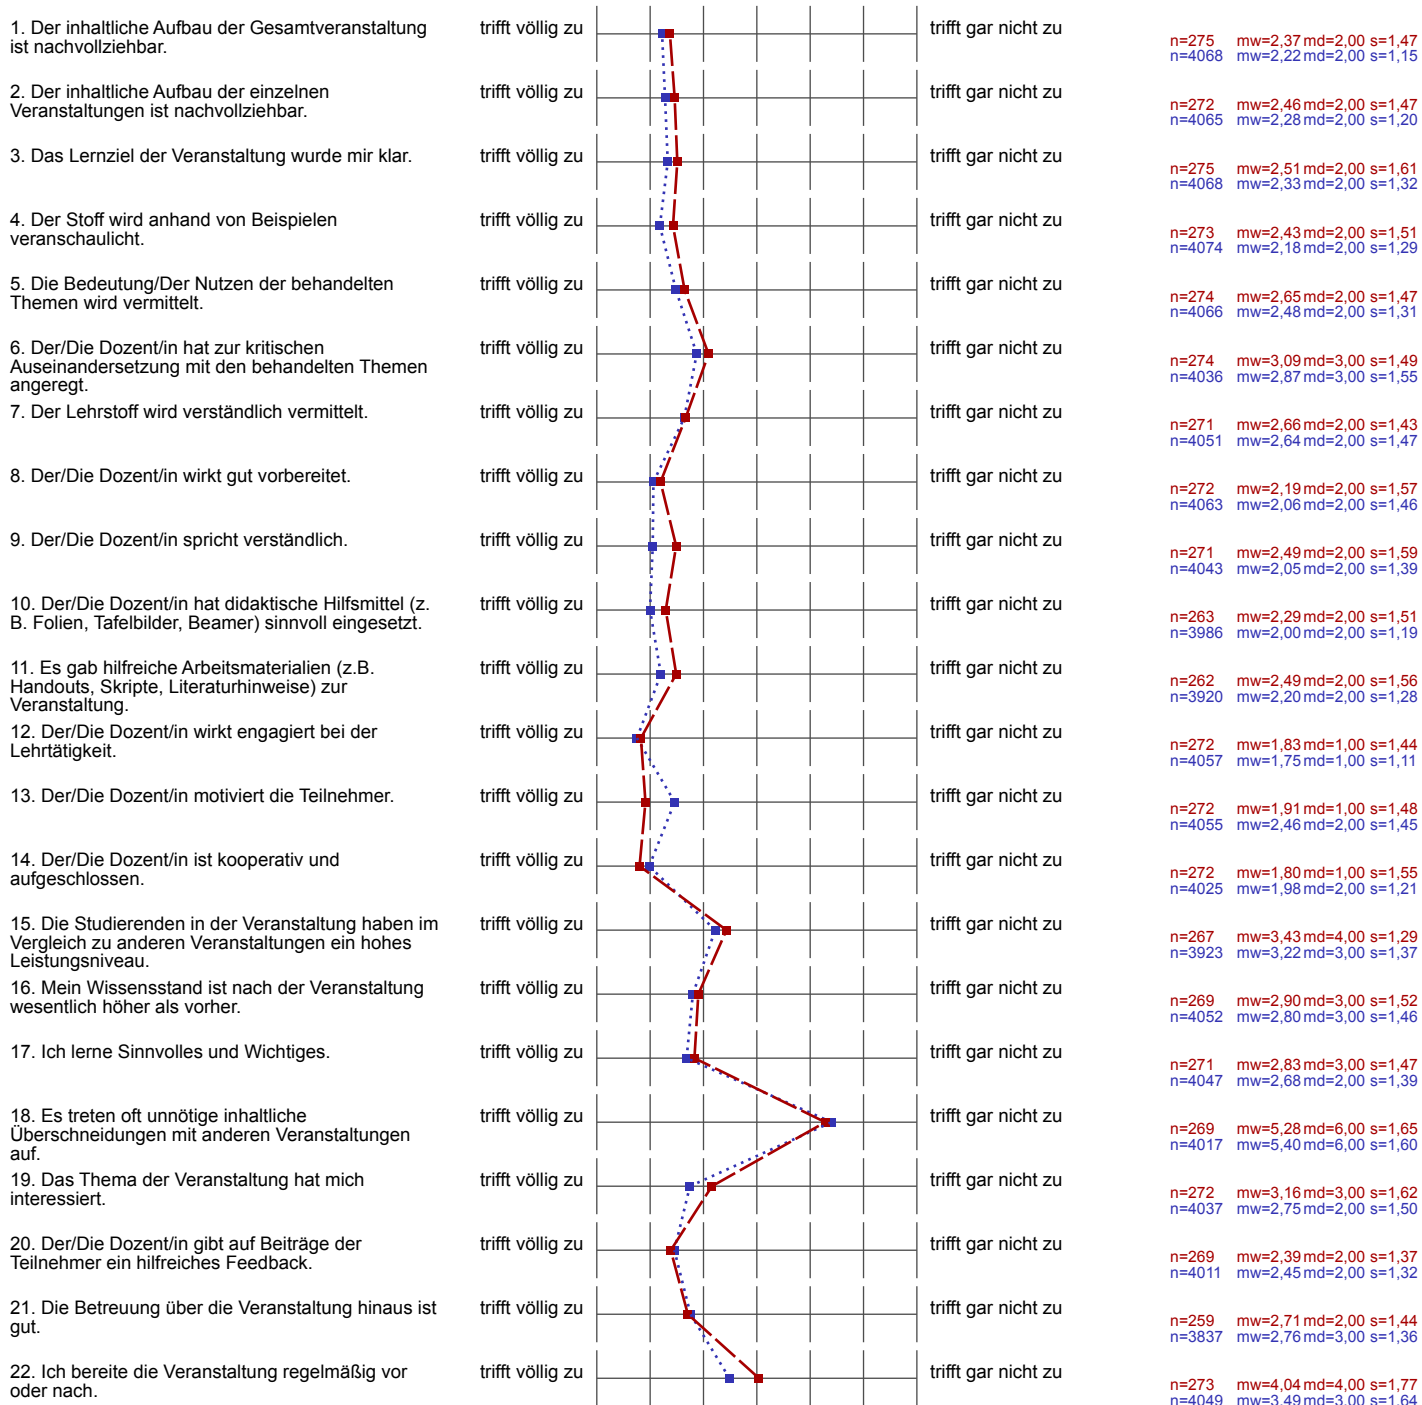 1. Der inhaltliche Aufbau der Gesamtveranstaltung
ist nachvollziehbar.
trifft völlig zu
trifft gar nicht zu
n=275 mw=2,37 md=2,00 s=1,47
n=4068 mw=2,22 md=2,00 s=1,15
2. Der inhaltliche Aufbau der einzelnen
Veranstaltungen ist nachvollziehbar.
trifft völlig zu
trifft gar nicht zu
n=272 mw=2,46 md=2,00 s=1,47
n=4065 mw=2,28 md=2,00 s=1,20
3. Das Lernziel der Veranstaltung wurde mir klar.
trifft völlig zu
trifft gar nicht zu
n=275 mw=2,51 md=2,00 s=1,61
n=4068 mw=2,33 md=2,00 s=1,32
4. Der Stoff wird anhand von Beispielen
veranschaulicht.
trifft völlig zu
trifft gar nicht zu
n=273 mw=2,43 md=2,00 s=1,51
n=4074 mw=2,18 md=2,00 s=1,29
5. Die Bedeutung/Der Nutzen der behandelten
Themen wird vermittelt.
trifft völlig zu
trifft gar nicht zu
n=274 mw=2,65 md=2,00 s=1,47
n=4066 mw=2,48 md=2,00 s=1,31
6. Der/Die Dozent/in hat zur kritischen
Auseinandersetzung mit den behandelten Themen
angeregt.
trifft völlig zu
trifft gar nicht zu
n=274 mw=3,09 md=3,00 s=1,49
n=4036 mw=2,87 md=3,00 s=1,55
7. Der Lehrstoff wird verständlich vermittelt.
trifft völlig zu
trifft gar nicht zu
n=271 mw=2,66 md=2,00 s=1,43
n=4051 mw=2,64 md=2,00 s=1,47
8. Der/Die Dozent/in wirkt gut vorbereitet.
trifft völlig zu
trifft gar nicht zu
n=272 mw=2,19 md=2,00 s=1,57
n=4063 mw=2,06 md=2,00 s=1,46
9. Der/Die Dozent/in spricht verständlich.
trifft völlig zu
trifft gar nicht zu
n=271 mw=2,49 md=2,00 s=1,59
n=4043 mw=2,05 md=2,00 s=1,39
10. Der/Die Dozent/in hat didaktische Hilfsmittel (z.
B. Folien, Tafelbilder, Beamer) sinnvoll eingesetzt.
trifft völlig zu
trifft gar nicht zu
n=263 mw=2,29 md=2,00 s=1,51
n=3986 mw=2,00 md=2,00 s=1,19
11. Es gab hilfreiche Arbeitsmaterialien (z.B.
Handouts, Skripte, Literaturhinweise) zur
Veranstaltung.
trifft völlig zu
trifft gar nicht zu
n=262 mw=2,49 md=2,00 s=1,56
n=3920 mw=2,20 md=2,00 s=1,28
12. Der/Die Dozent/in wirkt engagiert bei der
Lehrtätigkeit.
trifft völlig zu
trifft gar nicht zu
n=272 mw=1,83 md=1,00 s=1,44
n=4057 mw=1,75 md=1,00 s=1,11
13. Der/Die Dozent/in motiviert die Teilnehmer.
trifft völlig zu
trifft gar nicht zu
n=272 mw=1,91 md=1,00 s=1,48
n=4055 mw=2,46 md=2,00 s=1,45
14. Der/Die Dozent/in ist kooperativ und
aufgeschlossen.
trifft völlig zu
trifft gar nicht zu
n=272 mw=1,80 md=1,00 s=1,55
n=4025 mw=1,98 md=2,00 s=1,21
15. Die Studierenden in der Veranstaltung haben im
Vergleich zu anderen Veranstaltungen ein hohes
Leistungsniveau.
trifft völlig zu
trifft gar nicht zu
n=267 mw=3,43 md=4,00 s=1,29
n=3923 mw=3,22 md=3,00 s=1,37
16. Mein Wissensstand ist nach der Veranstaltung
wesentlich höher als vorher.
trifft völlig zu
trifft gar nicht zu
n=269 mw=2,90 md=3,00 s=1,52
n=4052 mw=2,80 md=3,00 s=1,46
17. Ich lerne Sinnvolles und Wichtiges.
trifft völlig zu
trifft gar nicht zu
n=271 mw=2,83 md=3,00 s=1,47
n=4047 mw=2,68 md=2,00 s=1,39
18. Es treten oft unnötige inhaltliche
Überschneidungen mit anderen Veranstaltungen
auf.
trifft völlig zu
trifft gar nicht zu
n=269 mw=5,28 md=6,00 s=1,65
n=4017 mw=5,40 md=6,00 s=1,60
19. Das Thema der Veranstaltung hat mich
interessiert.
trifft völlig zu
trifft gar nicht zu
n=272 mw=3,16 md=3,00 s=1,62
n=4037 mw=2,75 md=2,00 s=1,50
20. Der/Die Dozent/in gibt auf Beiträge der
Teilnehmer ein hilfreiches Feedback.
trifft völlig zu
trifft gar nicht zu
n=269 mw=2,39 md=2,00 s=1,37
n=4011 mw=2,45 md=2,00 s=1,32
21. Die Betreuung über die Veranstaltung hinaus ist
gut.
trifft völlig zu
trifft gar nicht zu
n=259 mw=2,71 md=2,00 s=1,44
n=3837 mw=2,76 md=3,00 s=1,36
22. Ich bereite die Veranstaltung regelmäßig vor
oder nach.
trifft völlig zu
trifft gar nicht zu
n=273 mw=4,04 md=4,00 s=1,77
n=4049 mw=3,49 md=3,00 s=1,64